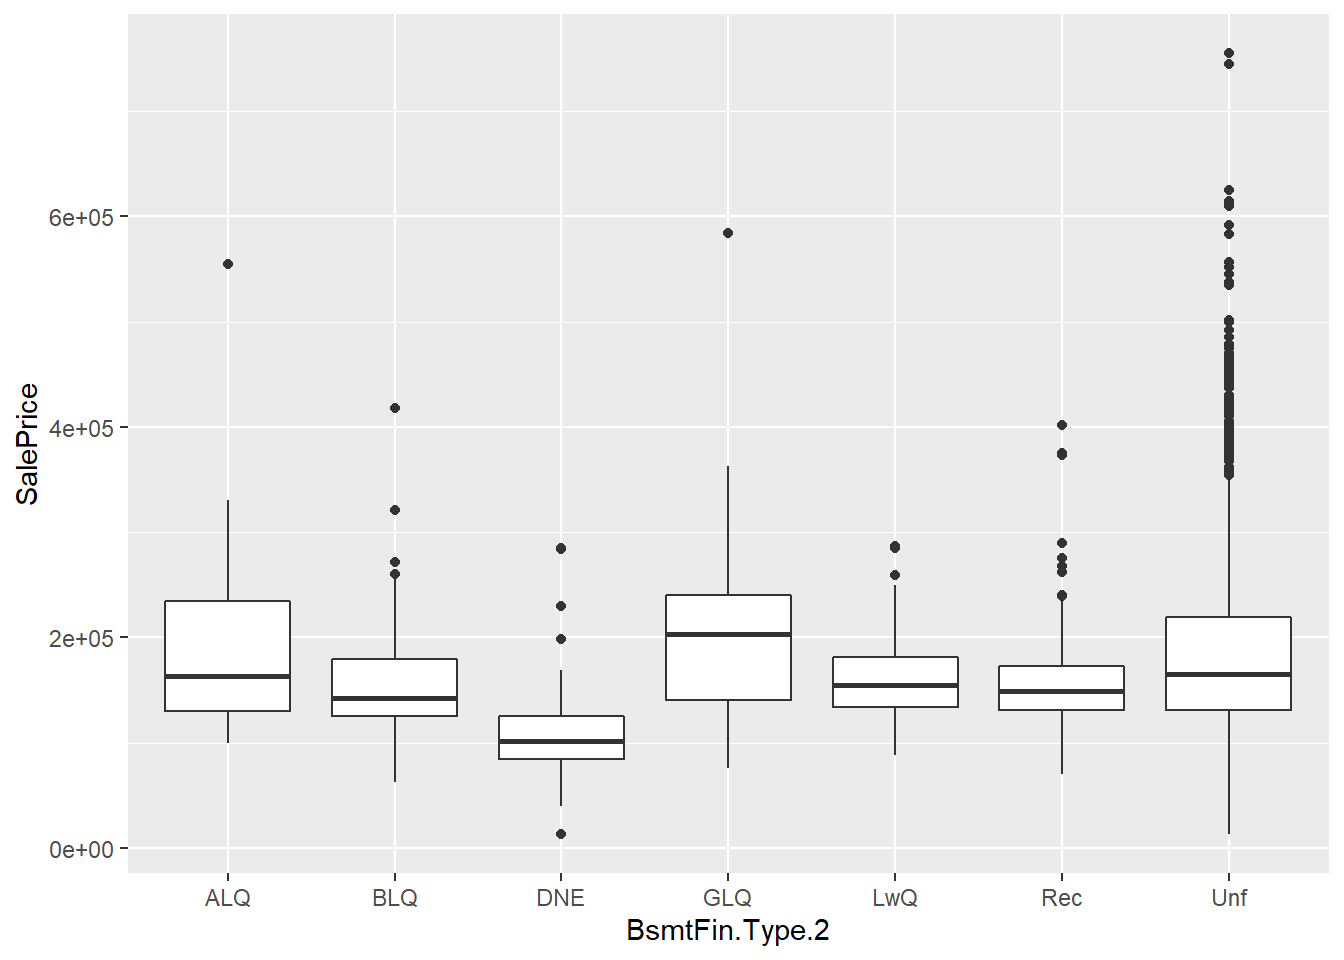 SalePrice
6e+05
4e+05
2e+05
0e+00
ALQ BLQ DNE GLQ LwQ Rec Unf
BsmtFin.Type.2